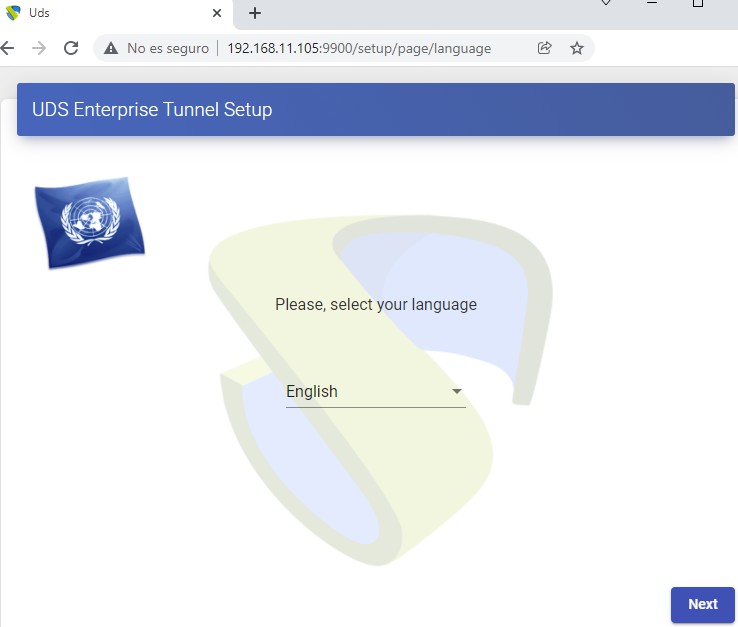 Uds
No es seguro
192.168.11.105:9900/setup/page/language
UDS Enterprise Tunnel Setup
Please, select your language
English
Next